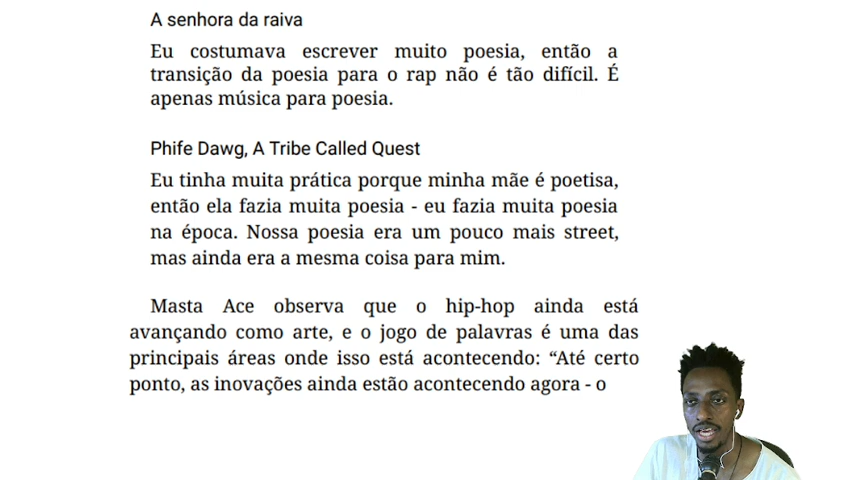 A senhora da raiva
Eu costumava escrever muito poesia, então a
transição da poesia para o rap não é tão difícil. É
apenas música para poesia.
Phife Dawg, A Tribe Called Quest
Eu tinha muita prática porque minha mãe é poetisa,
então ela fazia muita poesia - eu fazia muita poesia
na época. Nossa poesia era um pouco mais street,
mas ainda era a mesma coisa para mim.
Masta Ace observa que o hip-hop ainda está
avançando como arte, e o jogo de palavras é uma das
principais áreas onde isso está acontecendo: “Até certo
ponto, as inovações ainda estão acontecendo agora - o